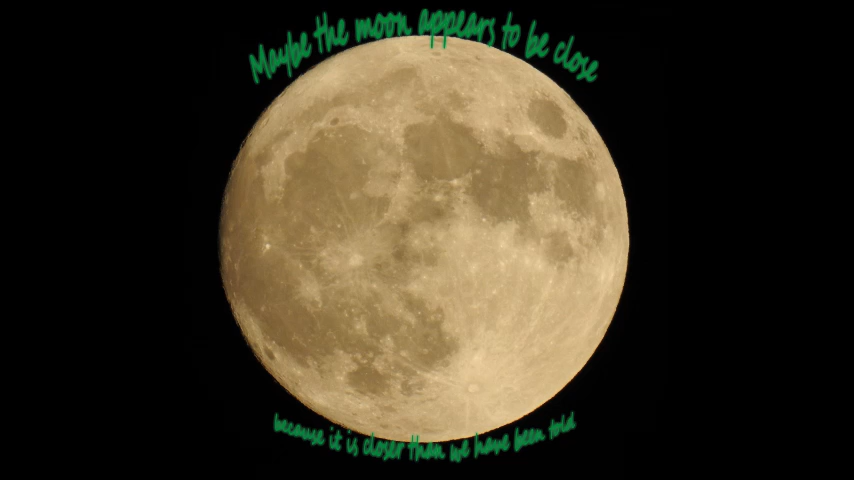 Maybe the moon appears to be close
because it is closer than we have been told